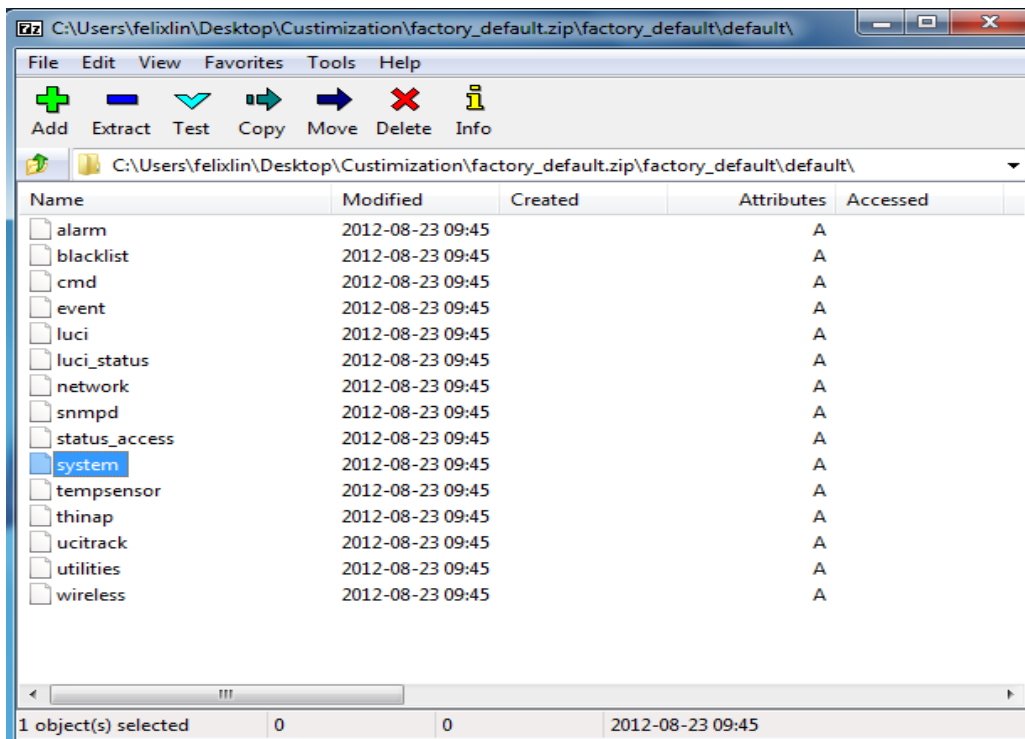 7z C:\Users\felixlin\Desktop\Custimization\factory_default.zip\factory_default\default\
File Edit View Favorites Tools Help
Add Extract Test Copy Move Delete Info
C:\Users\felixlin\Desktop\Custimization\factory_default.zip\factory_default\default\
Name Modified Created Attributes Accessed
alarm 2012-08-23 09:45 A
blacklist 2012-08-23 09:45 A
cmd 2012-08-23 09:45 A
event 2012-08-23 09:45 A
luci 2012-08-23 09:45 A
luci_status 2012-08-23 09:45 A
network 2012-08-23 09:45 A
snmpd 2012-08-23 09:45 A
status_access 2012-08-23 09:45 A
system 2012-08-23 09:45 A
tempsensor 2012-08-23 09:45 A
thinap 2012-08-23 09:45 A
ucitrack 2012-08-23 09:45 A
utilities 2012-08-23 09:45 A
wireless 2012-08-23 09:45 A
1 object(s) selected 0 0 2012-08-23 09:45